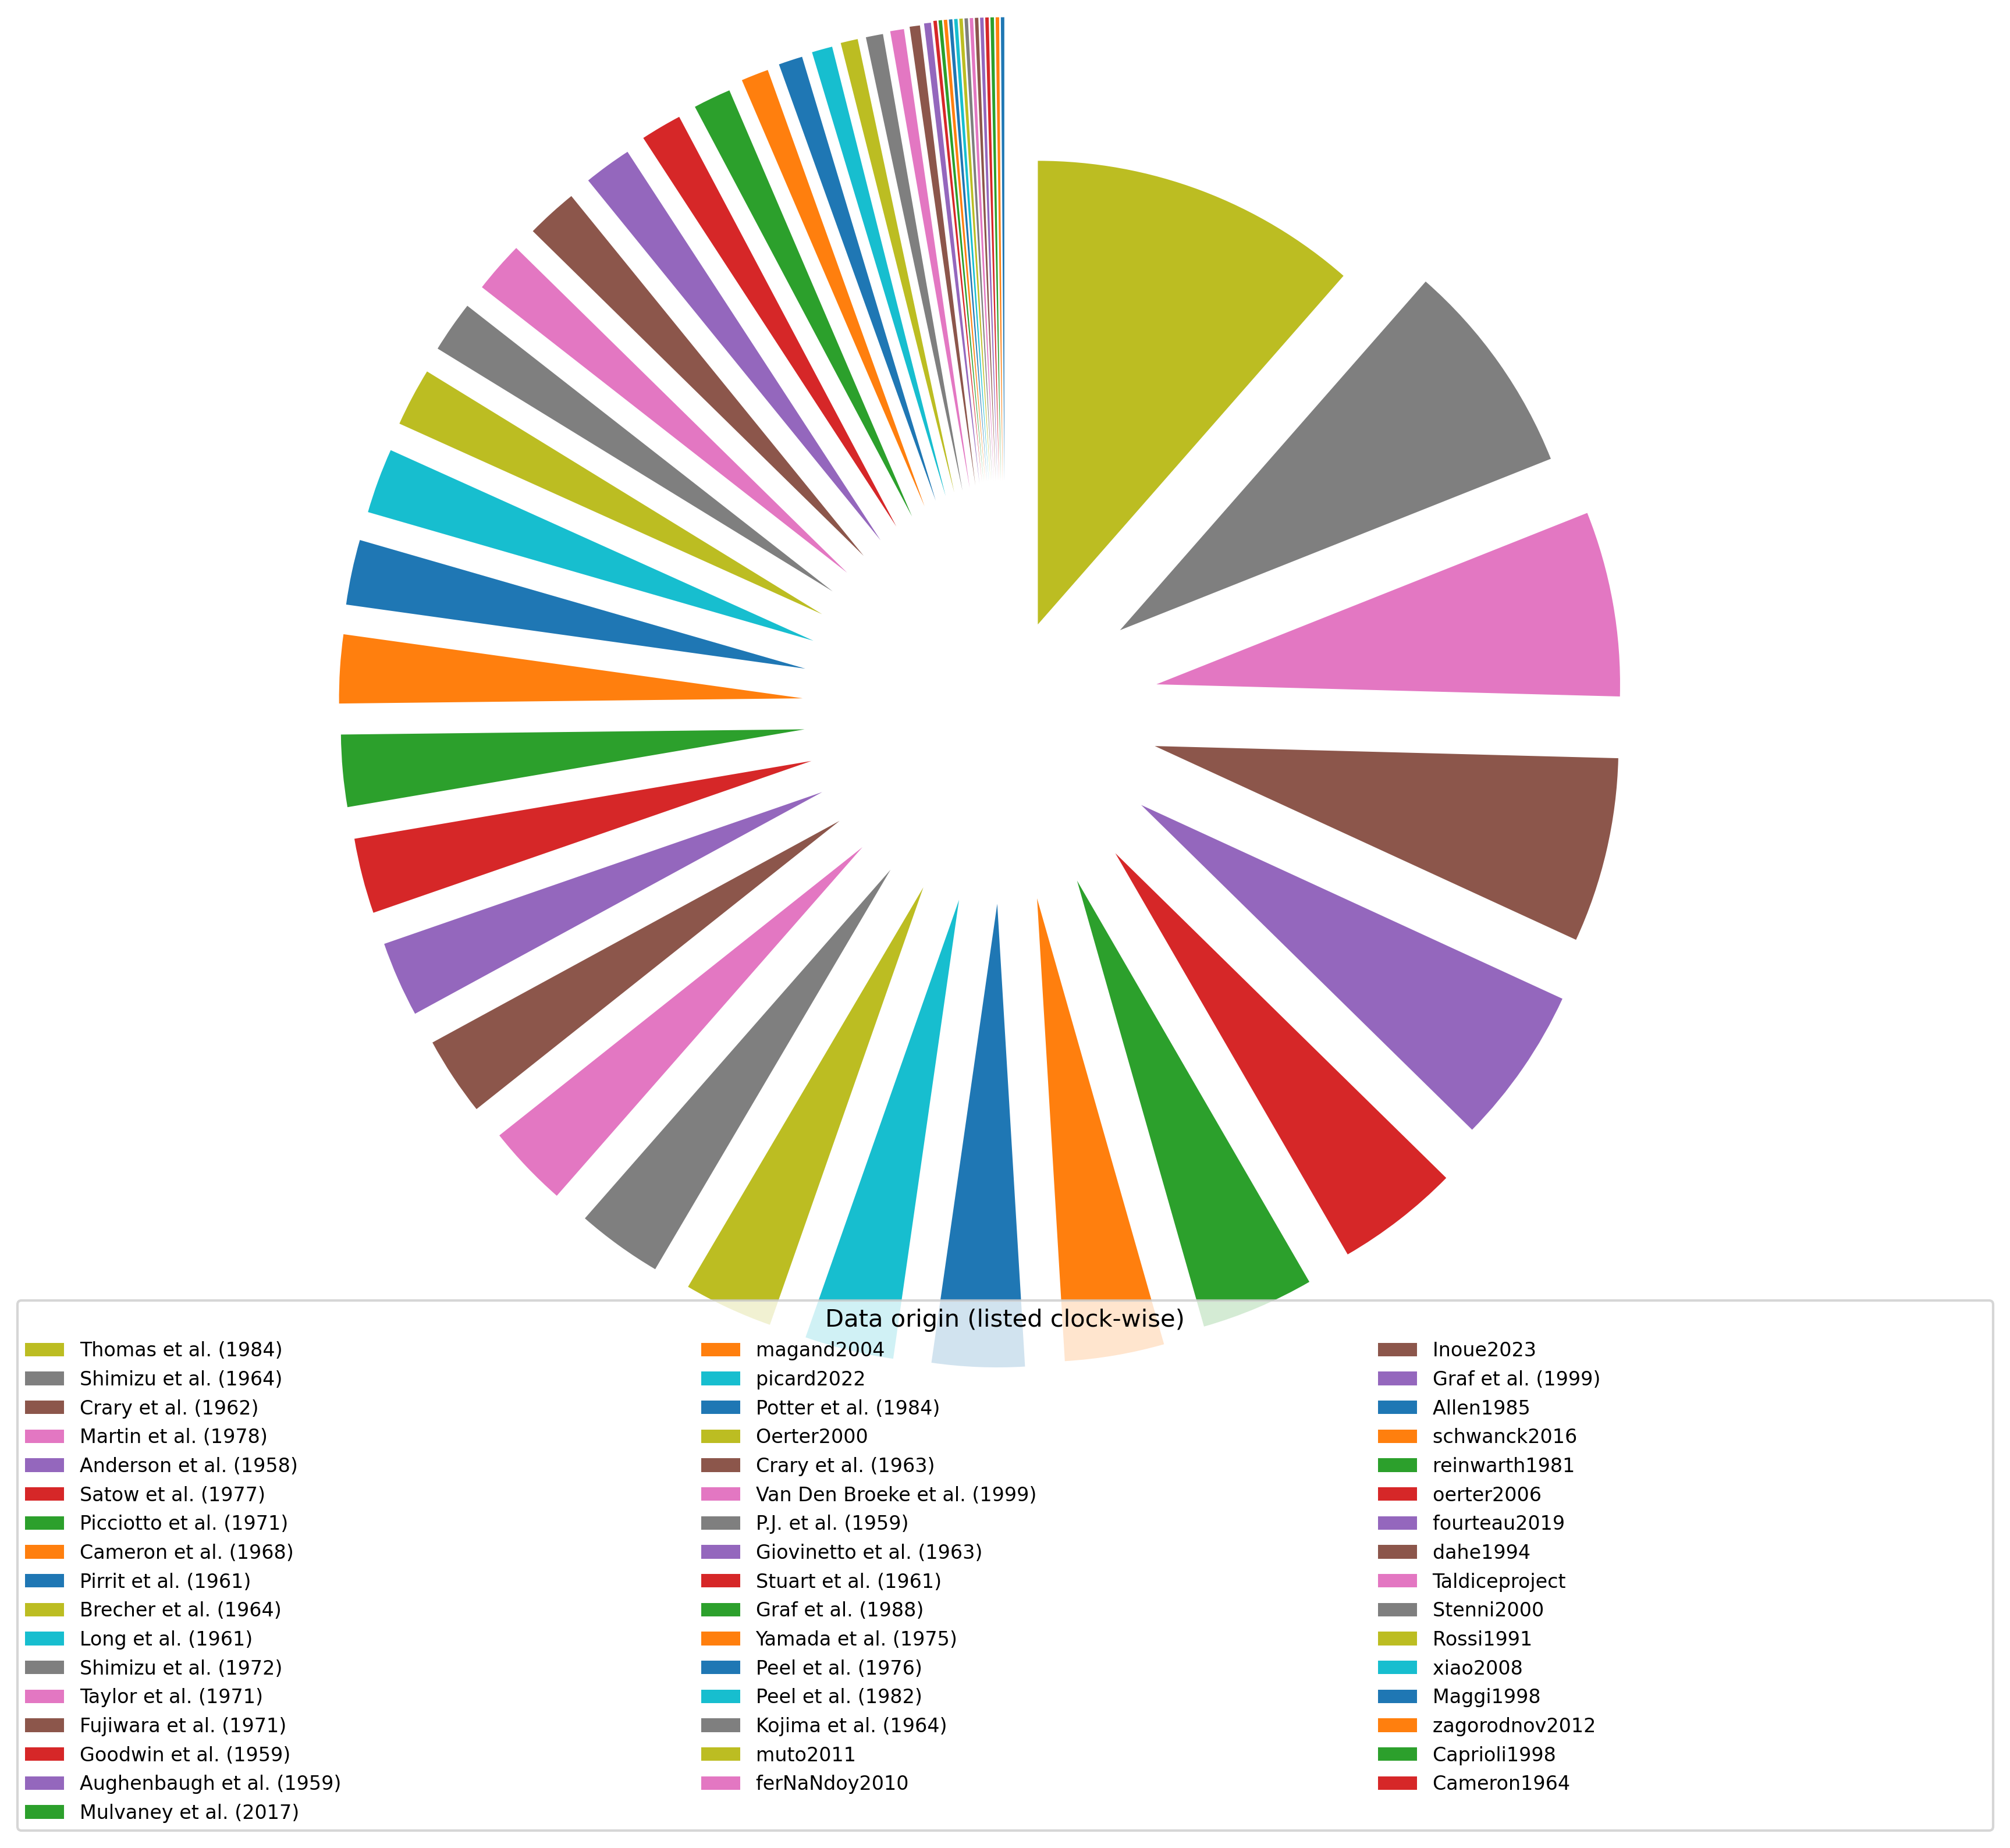 Data origin (listed clock-wise)
Thomas et al. (1984)
Shimizu et al. (1964)
Crary et al. (1962)
Martin et al. (1978)
Anderson et al. (1958)
Satow et al. (1977)
Picciotto et al. (1971)
Cameron et al. (1968)
Pirrit et al. (1961)
Brecher et al. (1964)
Long et al. (1961)
Shimizu et al. (1972)
Taylor et al. (1971)
Fujiwara et al. (1971)
Goodwin et al. (1959)
Aughenbaugh et al. (1959)
Mulvaney et al. (2017)
magand2004
picard2022
Potter et al. (1984)
Oerter2000
Crary et al. (1963)
Van Den Broeke et al. (1999)
P.J. et al. (1959)
Giovinetto et al. (1963)
Stuart et al. (1961)
Graf et al. (1988)
Yamada et al. (1975)
Peel et al. (1976)
Peel et al. (1982)
Kojima et al. (1964)
muto2011
ferNaNdoy2010
Inoue2023
Graf et al. (1999)
Allen1985
schwanck2016
reinwarth1981
oerter2006
fourteau2019
dahe1994
Taldiceproject
Stenni2000
Rossi1991
xiao2008
Maggi1998
zagorodnov2012
Caprioli1998
Cameron1964